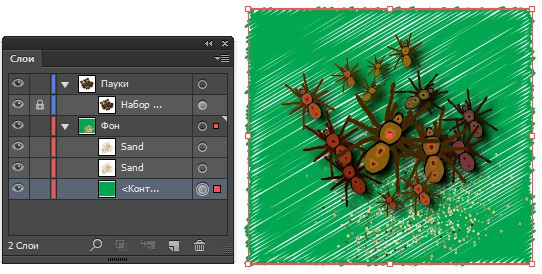 Слои
Пауки
Набор ...
Фон
Sand
Sand
<Конт...
2 Слои